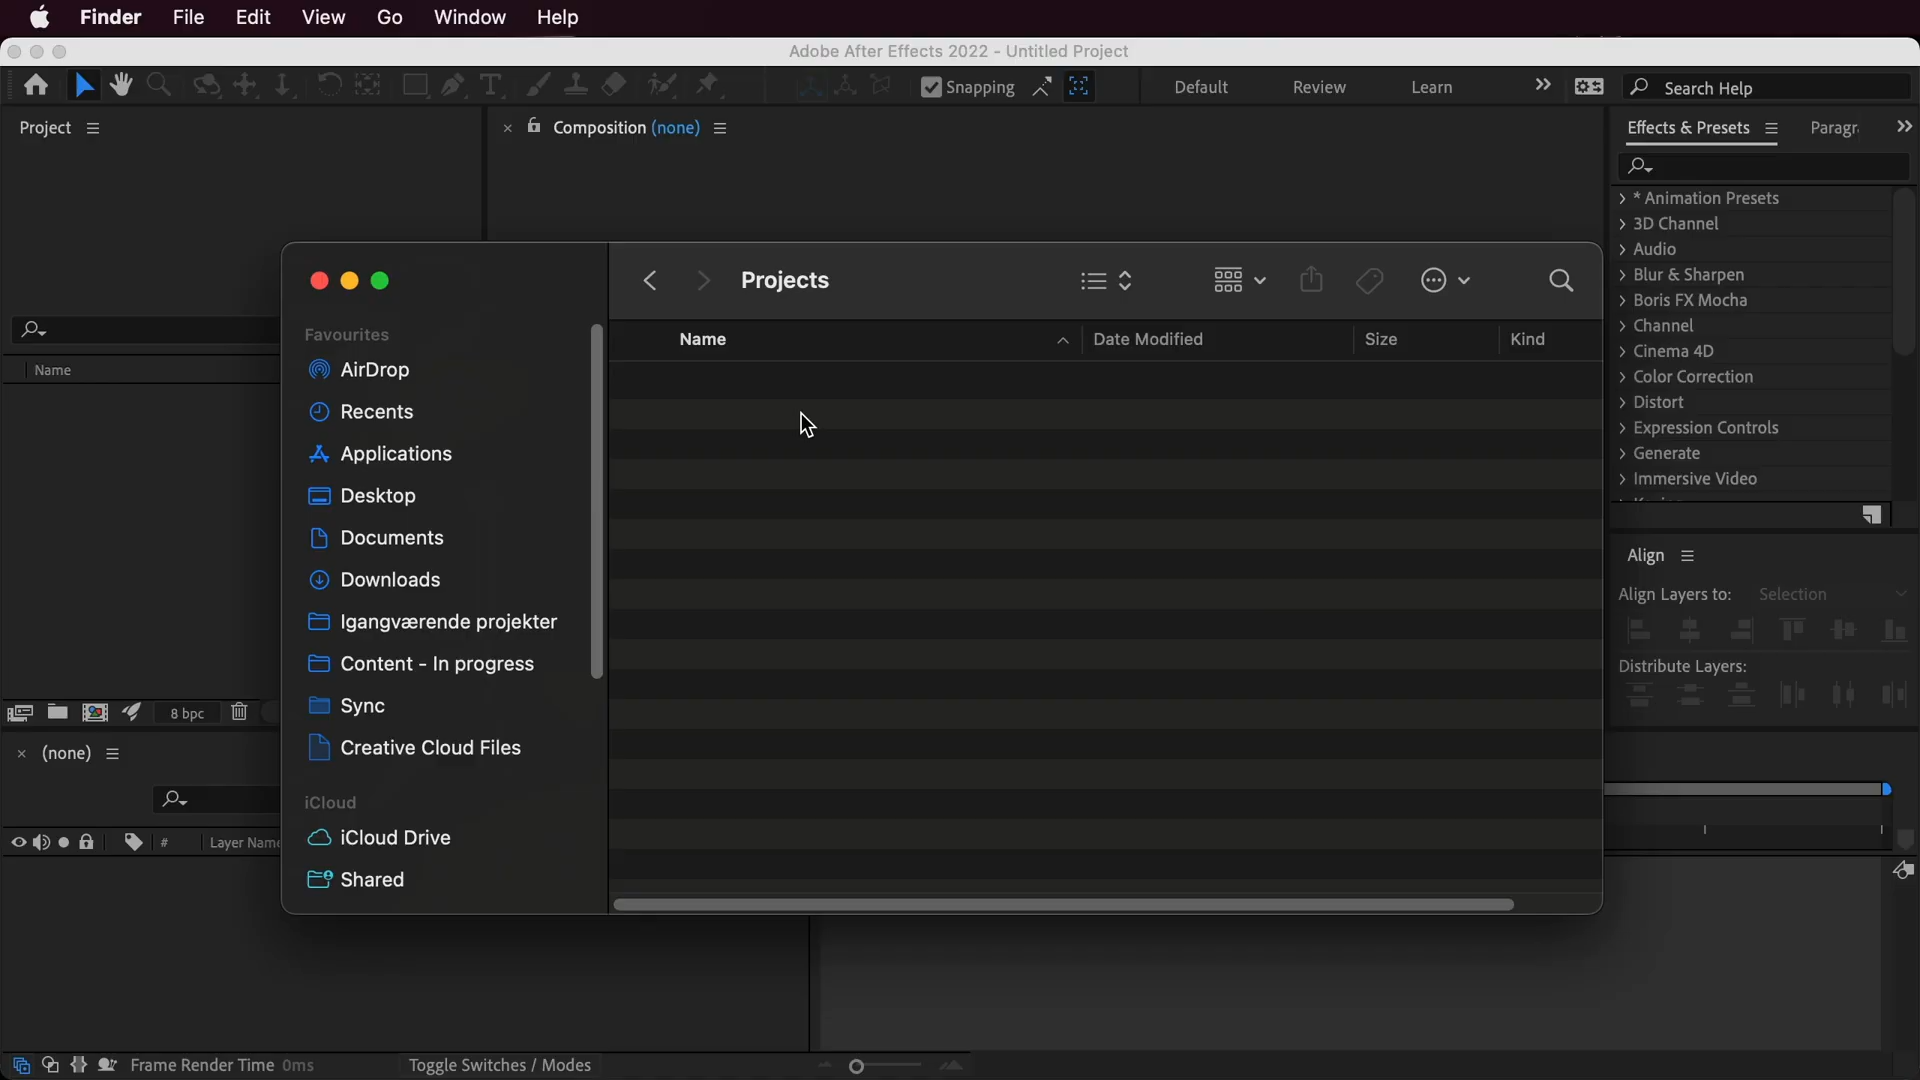 Finder File Edit View Go Window Help
Adobe After Effects 2022 - Untitled Project
Snapping Default Review Learn Search Help
Project
Composition (none)
Effects & Presets Paragr
* Animation Presets
3D Channel
Audio
Blur & Sharpen
Boris FX Mocha
Channel
Cinema 4D
Color Correction
Distort
Expression Controls
Generate
Immersive Video
Align
Align Layers to: Selection
Distribute Layers:
Projects
Name Date Modified Size Kind
Favourites
AirDrop
Recents
Applications
Desktop
Documents
Downloads
Igangværende projekter
Content - In progress
Sync
Creative Cloud Files
iCloud
iCloud Drive
Shared
Name
8 bpc
(none)
# Layer Name
Frame Render Time 0ms Toggle Switches / Modes